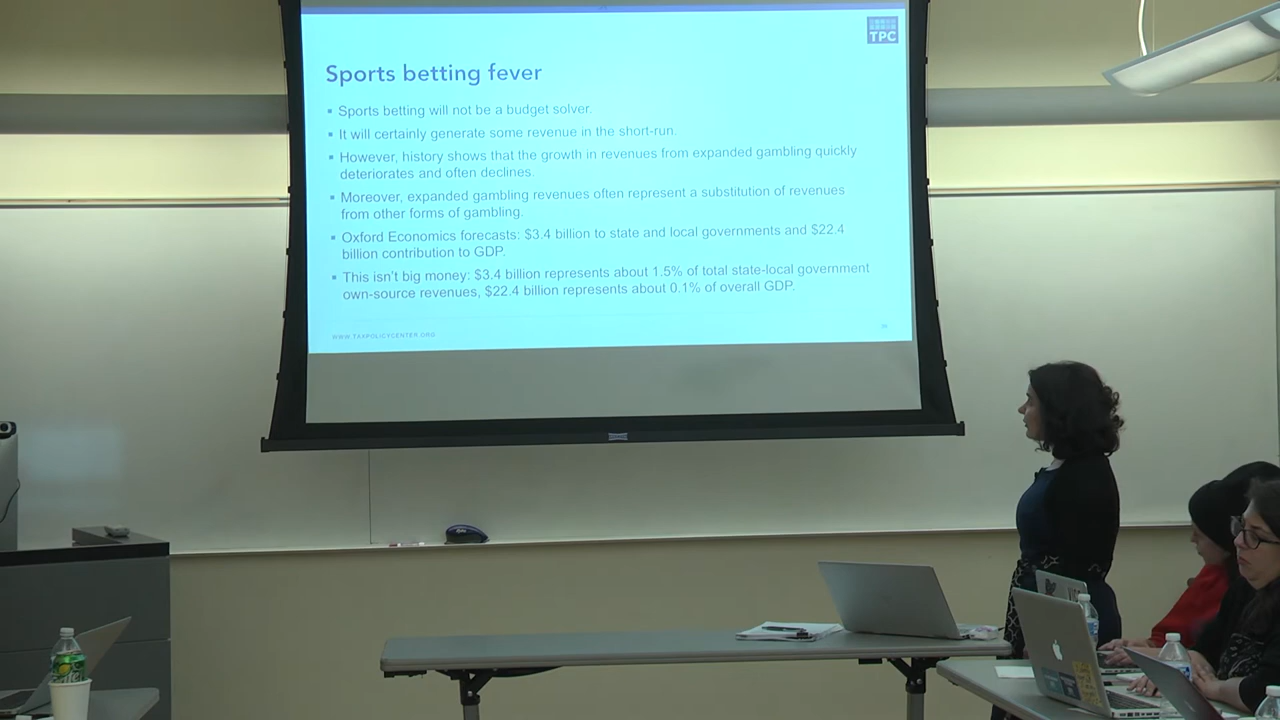 TPC
Sports betting fever
▪ Sports betting will not be a budget solver.
▪ It will certainly generate some revenue in the short-run.
▪ However, history shows that the growth in revenues from expanded gambling quickly
deteriorates and often declines.
▪ Moreover, expanded gambling revenues often represent a substitution of revenues
from other forms of gambling.
▪ Oxford Economics forecasts: $3.4 billion to state and local governments and $22.4
billion contribution to GDP.
▪ This isn't big money: $3.4 billion represents about 1.5% of total state-local government
own-source revenues, $22.4 billion represents about 0.1% of overall GDP.
WWW.TAXPOLICYCENTER.ORG